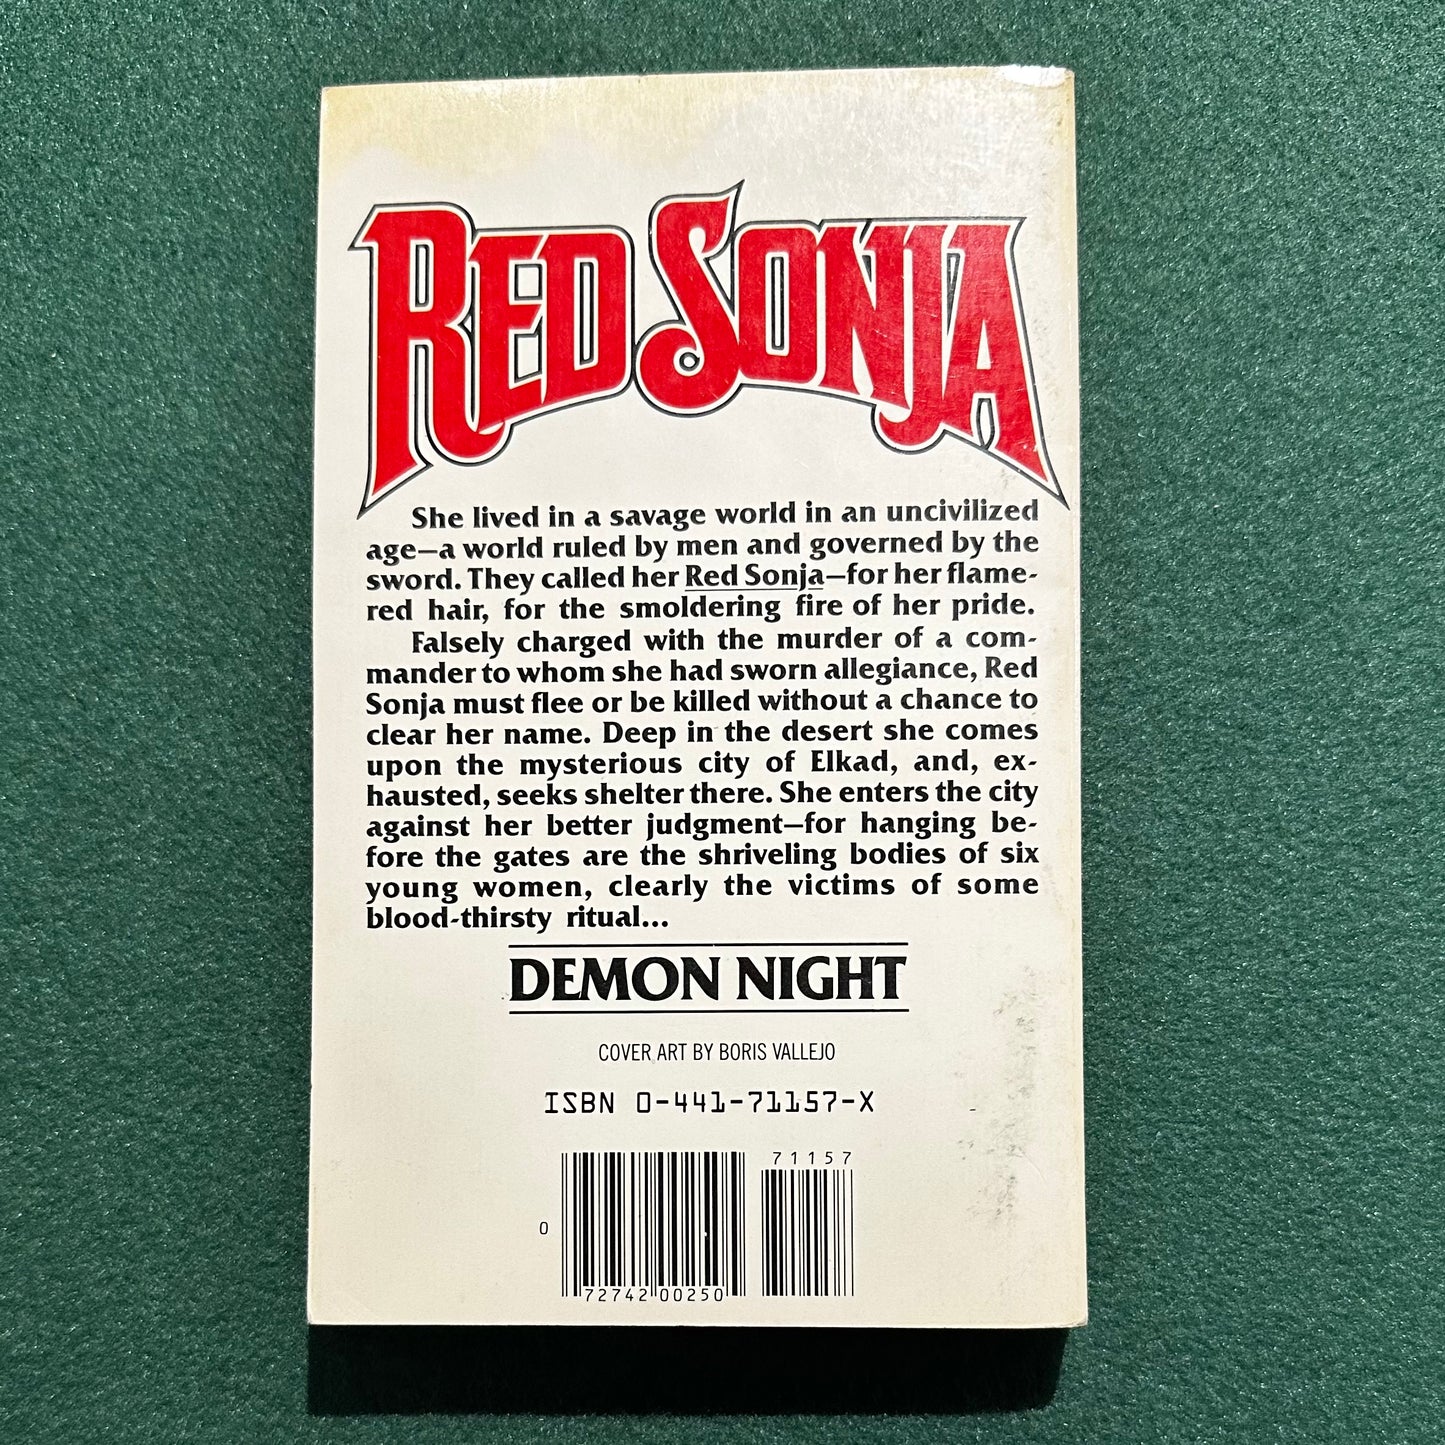 RED SONJA
She lived in a savage world in an uncivilized
age—a world ruled by men and governed by the
sword. They called her Red Sonja—for her flame-
red hair, for the smoldering fire of her pride.
Falsely charged with the murder of a com-
mander to whom she had sworn allegiance, Red
Sonja must flee or be killed without a chance to
clear her name. Deep in the desert she comes
upon the mysterious city of Elkad, and, ex-
hausted, seeks shelter there. She enters the city
against her better judgment—for hanging be-
fore the gates are the shriveling bodies of six
young women, clearly the victims of some
blood-thirsty ritual...
DEMON NIGHT
COVER ART BY BORIS VALLEJO
ISBN 0-441-71157-X
71157
0
72742 00250